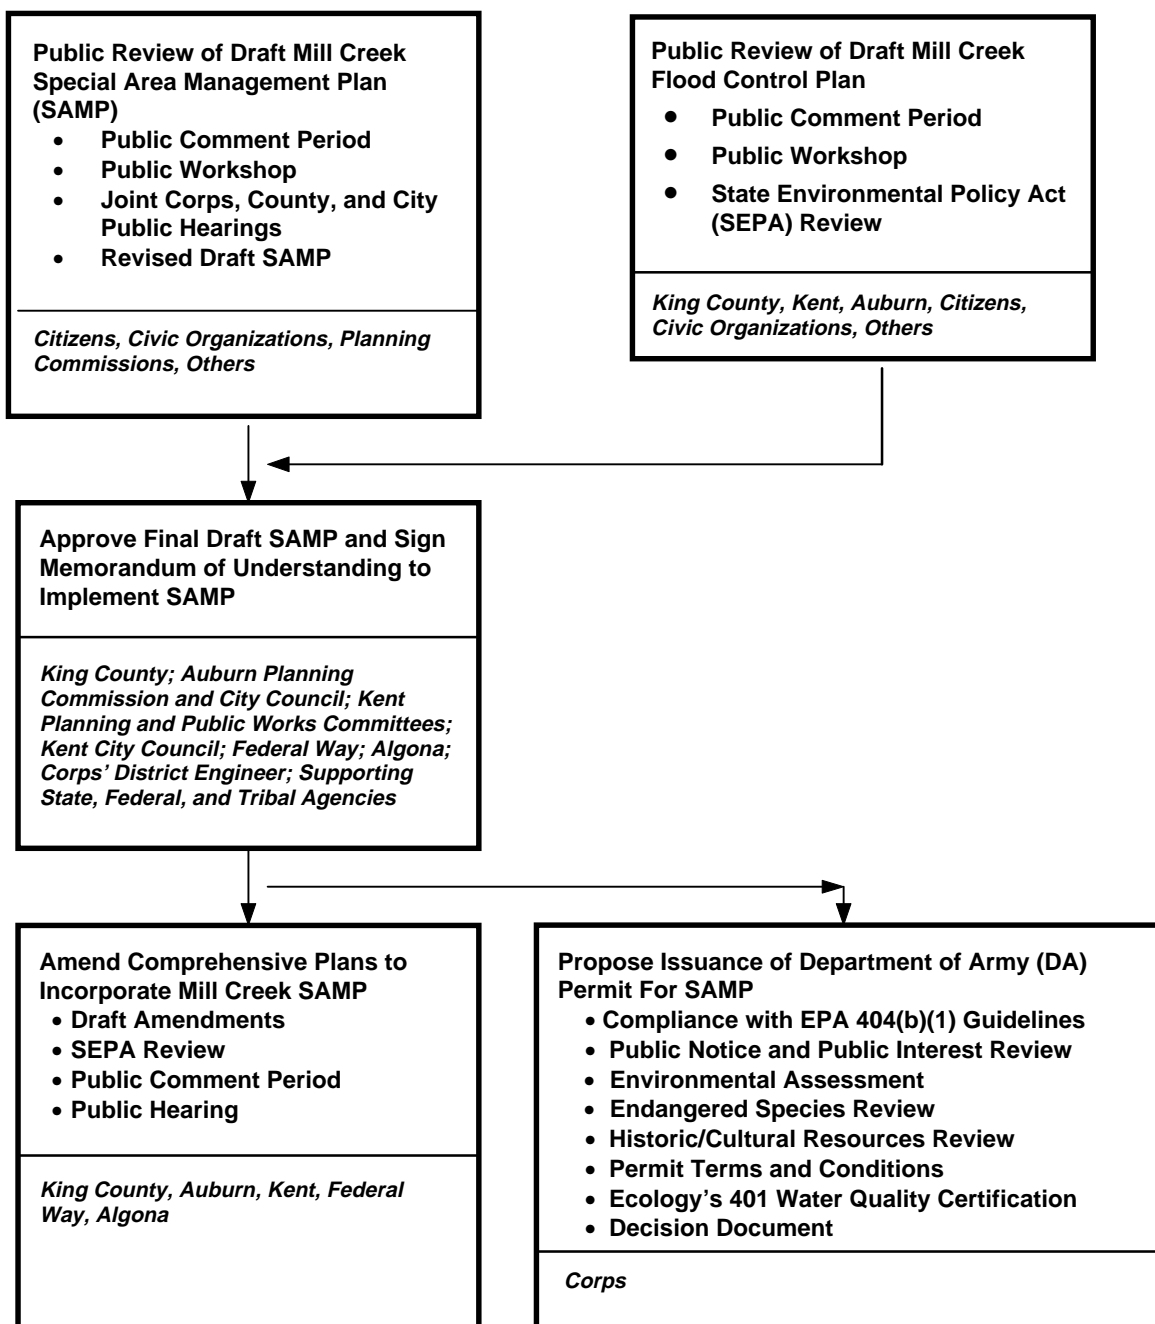 Public Review of Draft Mill Creek
Special Area Management Plan
(SAMP)
• Public Comment Period
• Public Workshop
• Joint Corps, County, and City
Public Hearings
• Revised Draft SAMP
Citizens, Civic Organizations, Planning
Commissions, Others
Public Review of Draft Mill Creek
Flood Control Plan
• Public Comment Period
• Public Workshop
• State Environmental Policy Act
(SEPA) Review
King County, Kent, Auburn, Citizens,
Civic Organizations, Others
Approve Final Draft SAMP and Sign
Memorandum of Understanding to
Implement SAMP
King County; Auburn Planning
Commission and City Council; Kent
Planning and Public Works Committees;
Kent City Council; Federal Way; Algona;
Corps’ District Engineer; Supporting
State, Federal, and Tribal Agencies
Amend Comprehensive Plans to
Incorporate Mill Creek SAMP
• Draft Amendments
• SEPA Review
• Public Comment Period
• Public Hearing
King County, Auburn, Kent, Federal
Way, Algona
Propose Issuance of Department of Army (DA)
Permit For SAMP
• Compliance with EPA 404(b)(1) Guidelines
• Public Notice and Public Interest Review
• Environmental Assessment
• Endangered Species Review
• Historic/Cultural Resources Review
• Permit Terms and Conditions
• Ecology’s 401 Water Quality Certification
• Decision Document
Corps